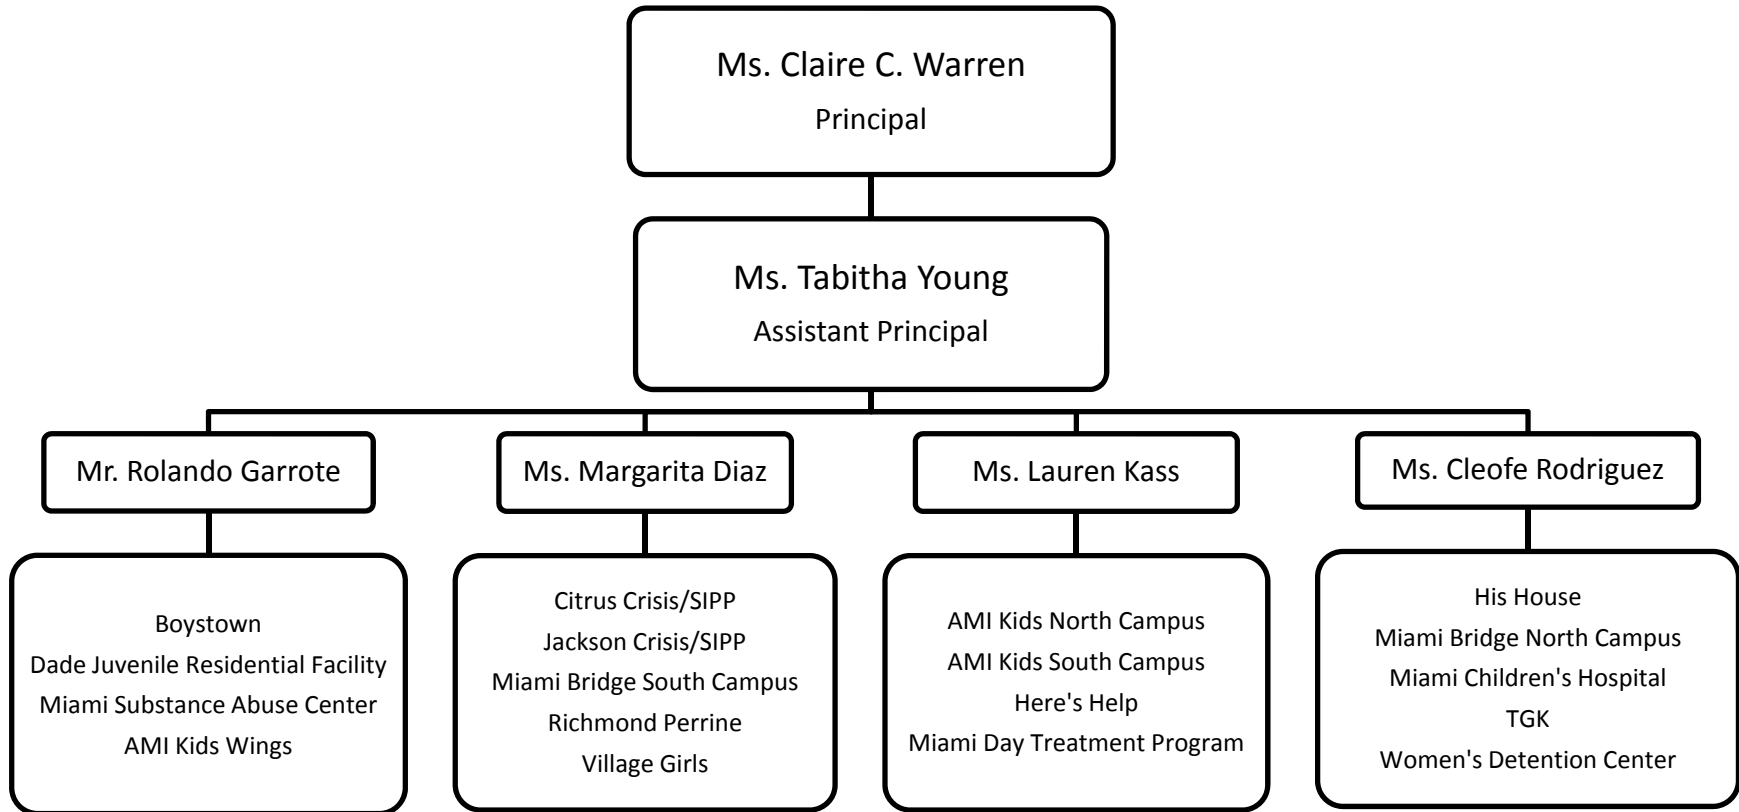 Ms. Claire C. Warren
Principal
Ms. Tabitha Young
Assistant Principal
Mr. Rolando Garrote
Ms. Margarita Diaz
Ms. Lauren Kass
Ms. Cleofe Rodriguez
Boystown
Dade Juvenile Residential Facility
Miami Substance Abuse Center
AMI Kids Wings
Citrus Crisis/SIPP
Jackson Crisis/SIPP
Miami Bridge South Campus
Richmond Perrine
Village Girls
AMI Kids North Campus
AMI Kids South Campus
Here's Help
Miami Day Treatment Program
His House
Miami Bridge North Campus
Miami Children's Hospital
TGK
Women's Detention Center